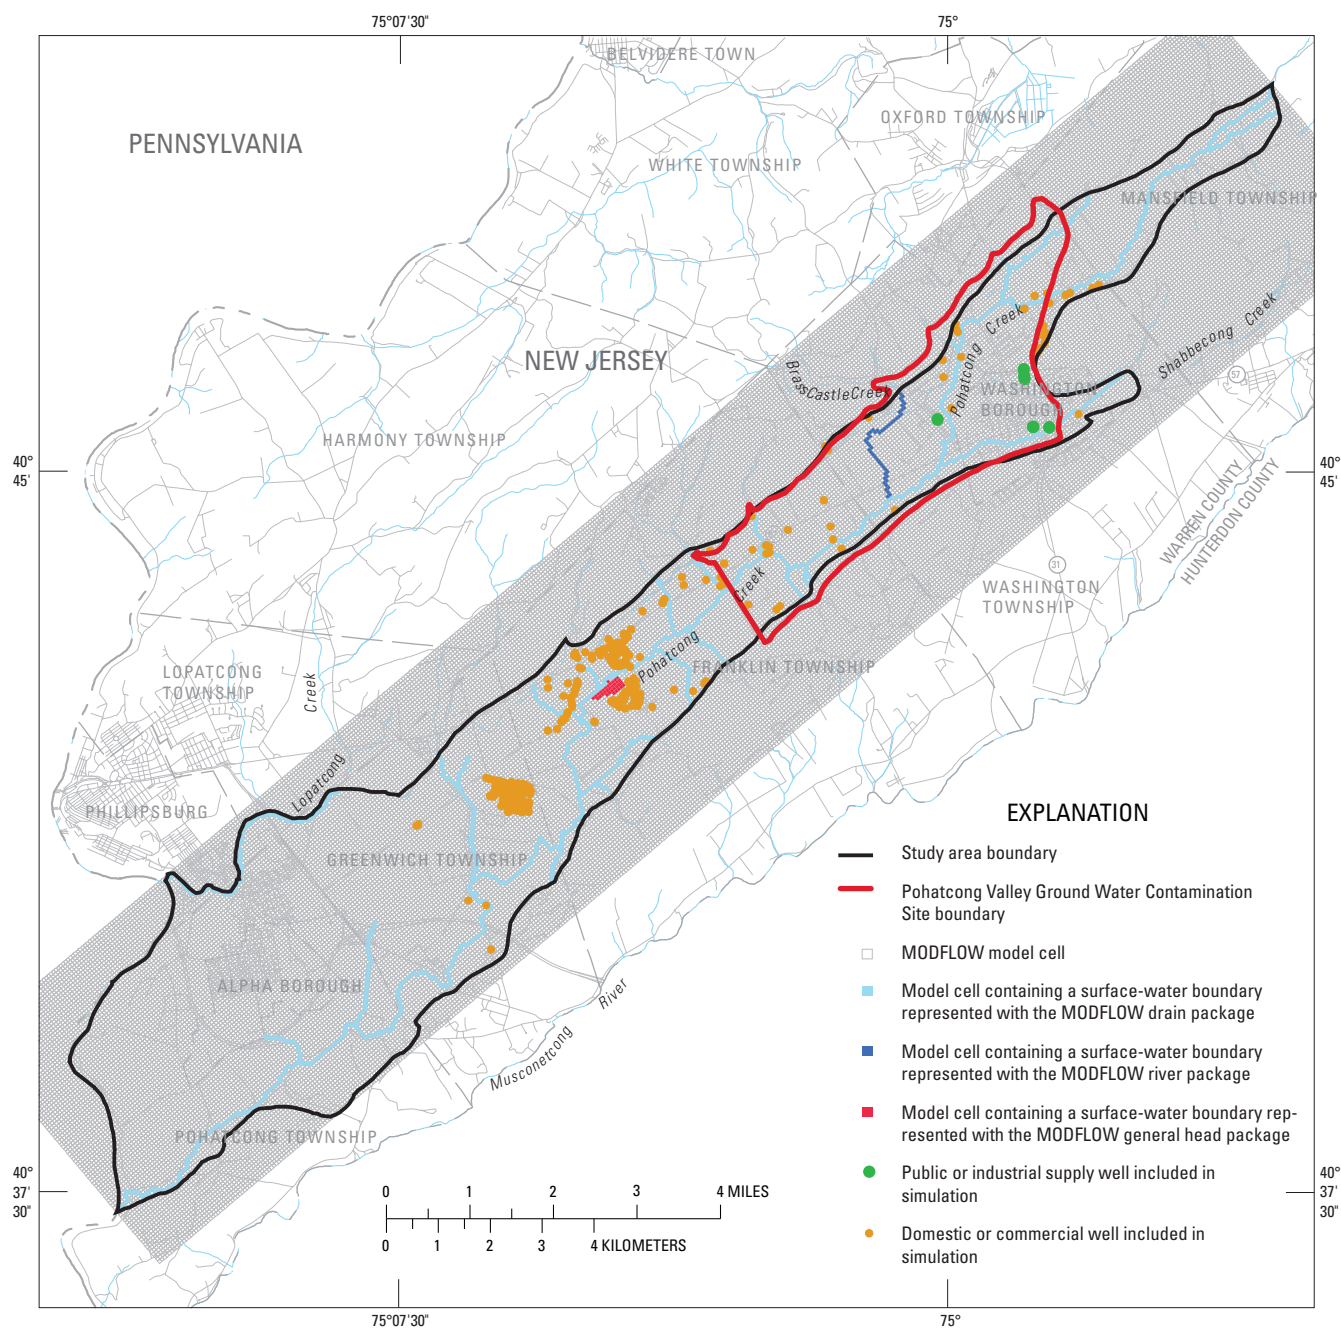 75°07'30"
75°
BELVIDERE TOWN
OXFORD TOWNSHIP
PENNSYLVANIA
WHITE TOWNSHIP
MANSFIELD TOWNSHIP
NEW JERSEY
Pohatcong Creek
Shabbecong Creek
Brass Castle Creek
57
WASHINGTON
BOROUGH
HARMONY TOWNSHIP
40°
45'
40°
45'
WARREN COUNTY
HUNTERDON COUNTY
31
WASHINGTON
TOWNSHIP
Pohatcong Creek
FRANKLIN TOWNSHIP
LOPATCONG
TOWNSHIP
Lopatcong Creek
PHILLIPSBURG
GREENWICH TOWNSHIP
ALPHA BOROUGH
Musconetcong River
POHATCONG TOWNSHIP
EXPLANATION
Study area boundary
Pohatcong Valley Ground Water Contamination
Site boundary
MODFLOW model cell
Model cell containing a surface-water boundary
represented with the MODFLOW drain package
Model cell containing a surface-water boundary
represented with the MODFLOW river package
Model cell containing a surface-water boundary rep-
resented with the MODFLOW general head package
Public or industrial supply well included in
simulation
Domestic or commercial well included in
simulation
40°
37'
30"
40°
37'
30"
0 1 2 3 4 MILES
0 1 2 3 4 KILOMETERS
75°07'30"
75°